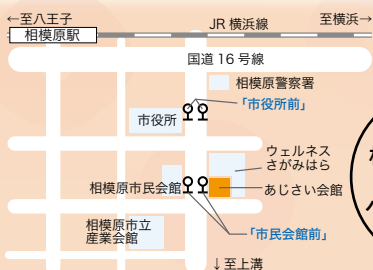 ←至八王子
JR 横浜線
至横浜→
相模原駅
国道 16 号線
相模原警察署
「市役所前」
市役所
ウェルネス
さがみはら
相模原市民会館
あじさい会館
相模原市立
産業会館
「市民会館前」
↓至上溝